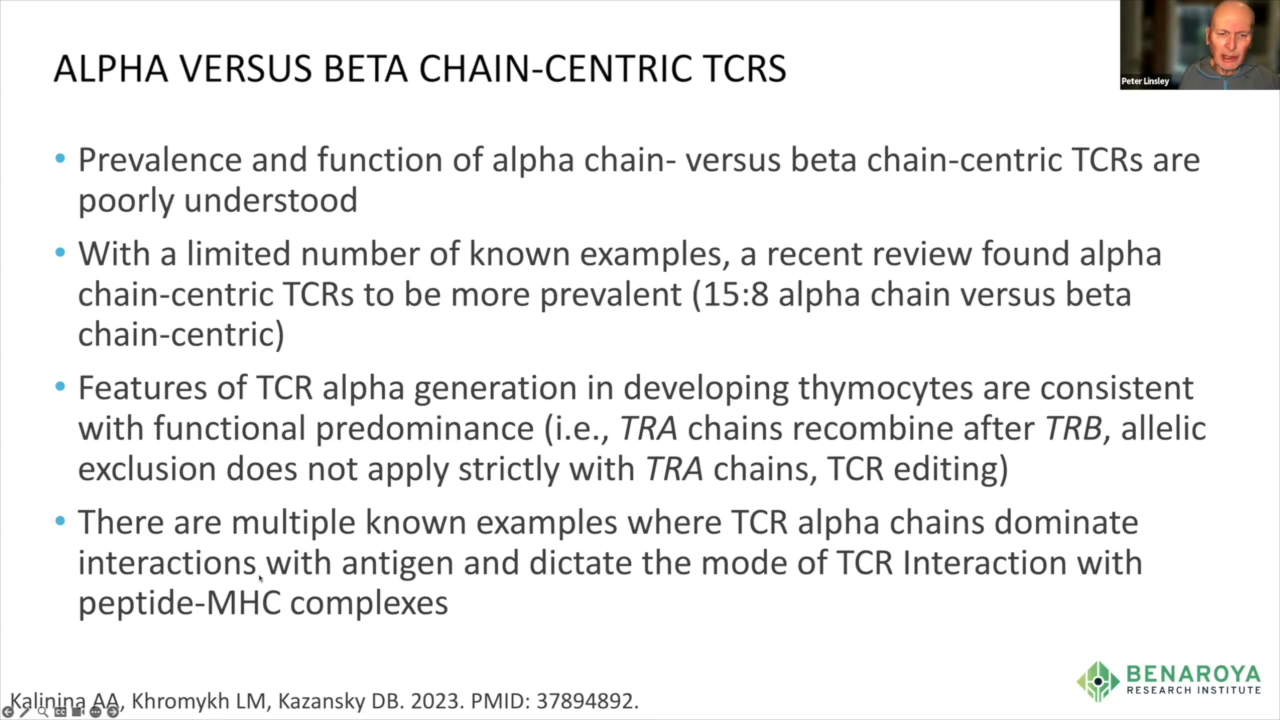 ALPHA VERSUS BETA CHAIN-CENTRIC TCRS
Peter Linsley
• Prevalence and function of alpha chain- versus beta chain-centric TCRs are
poorly understood
• With a limited number of known examples, a recent review found alpha
chain-centric TCRs to be more prevalent (15:8 alpha chain versus beta
chain-centric)
• Features of TCR alpha generation in developing thymocytes are consistent
with functional predominance (i.e., TRA chains recombine after TRB, allelic
exclusion does not apply strictly with TRA chains, TCR editing)
• There are multiple known examples where TCR alpha chains dominate
interactions with antigen and dictate the mode of TCR Interaction with
peptide-MHC complexes
BENAROYA
RESEARCH INSTITUTE
Kalinina AA, Khromykh LM, Kazansky DB. 2023. PMID: 37894892.